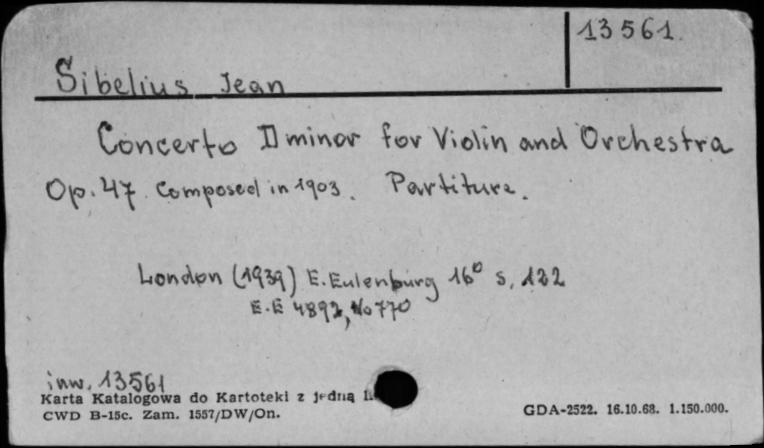 13561
Sibelius Jean
Concerto D minor for Violin and Orchestra
Op. 47. Composed in 1903. Partitura.
London (1939) E. Eulenburg 16° s. 122
E.E 4892, No 770
inw. 13561
Karta Katalogowa do Kartoteki z jedną
CWD B-15c. Zam. 1557/DW/On.
GDA-2522. 16.10.68. 1.150.000.